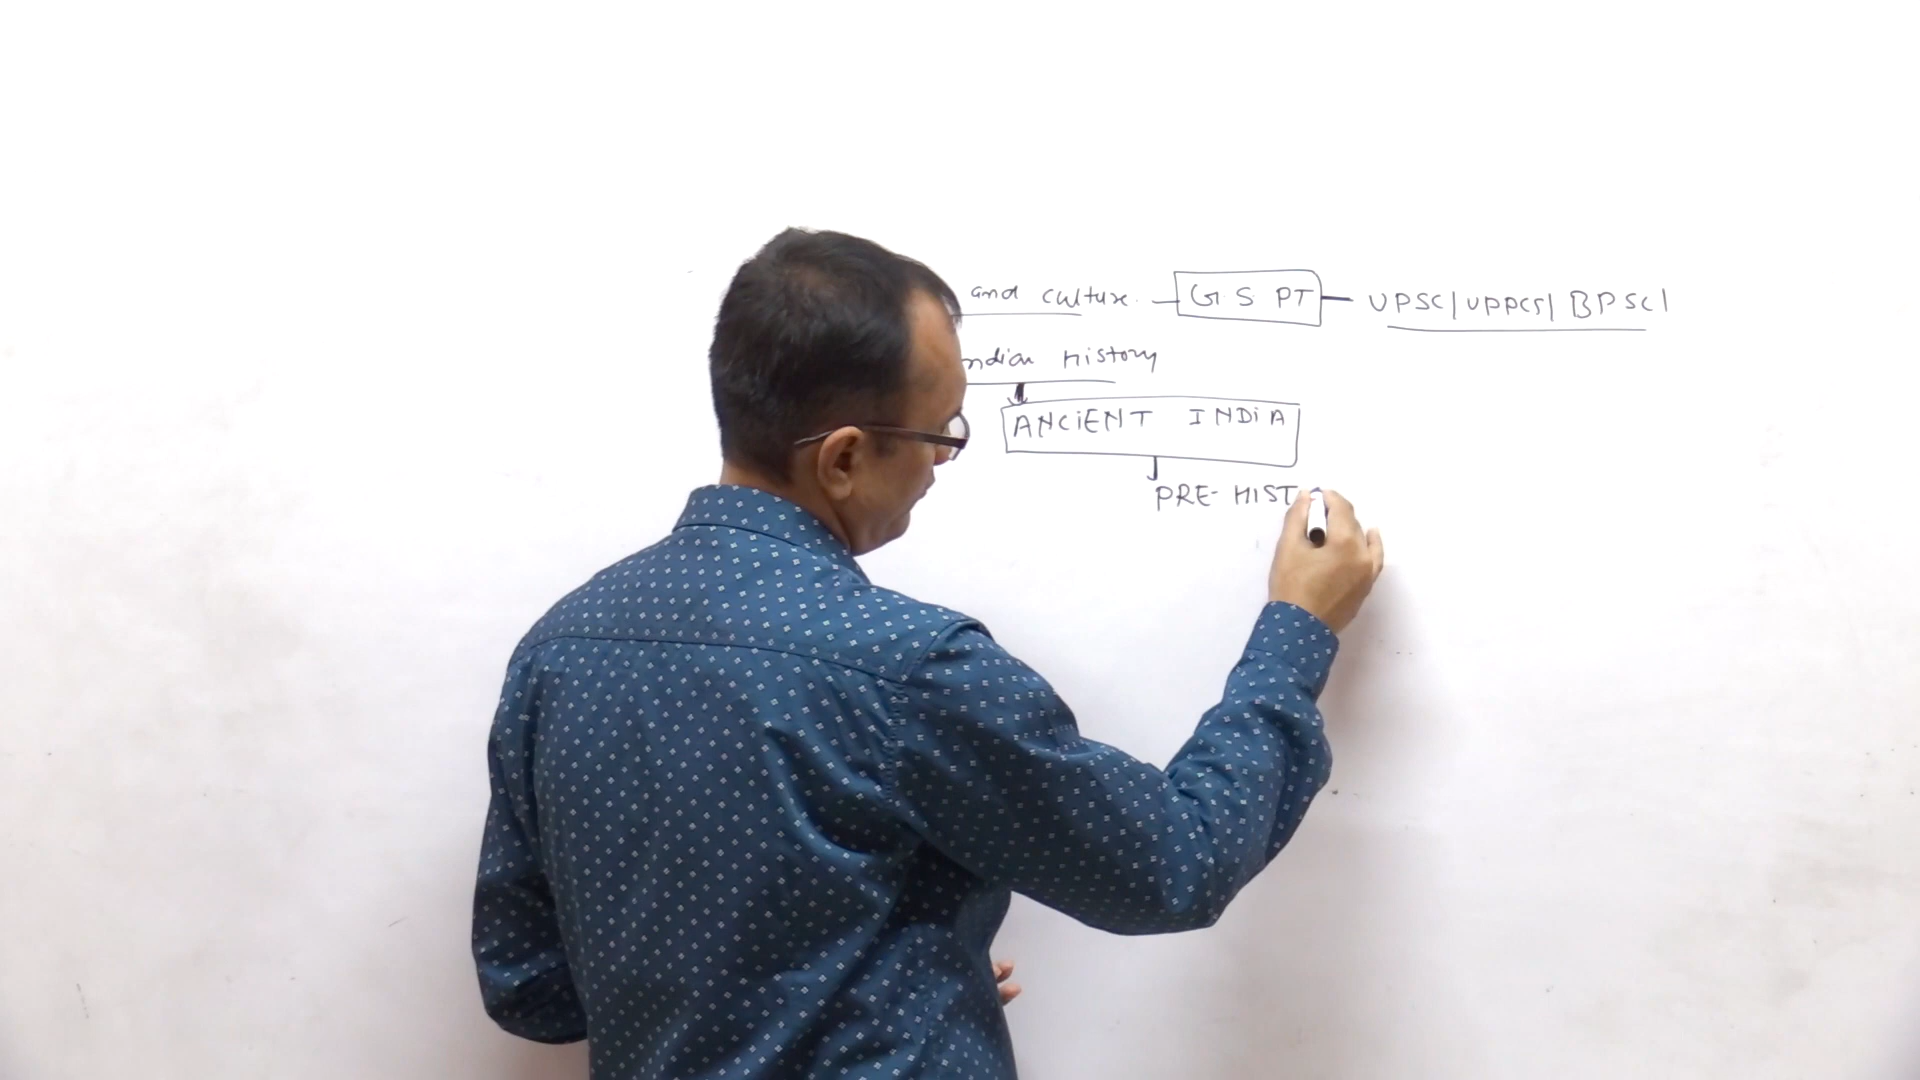 and culture. — G. S PT — UPSC/UPPCS/ BPSC/
ndian History
ANCiENT INDiA
PRE- HIST